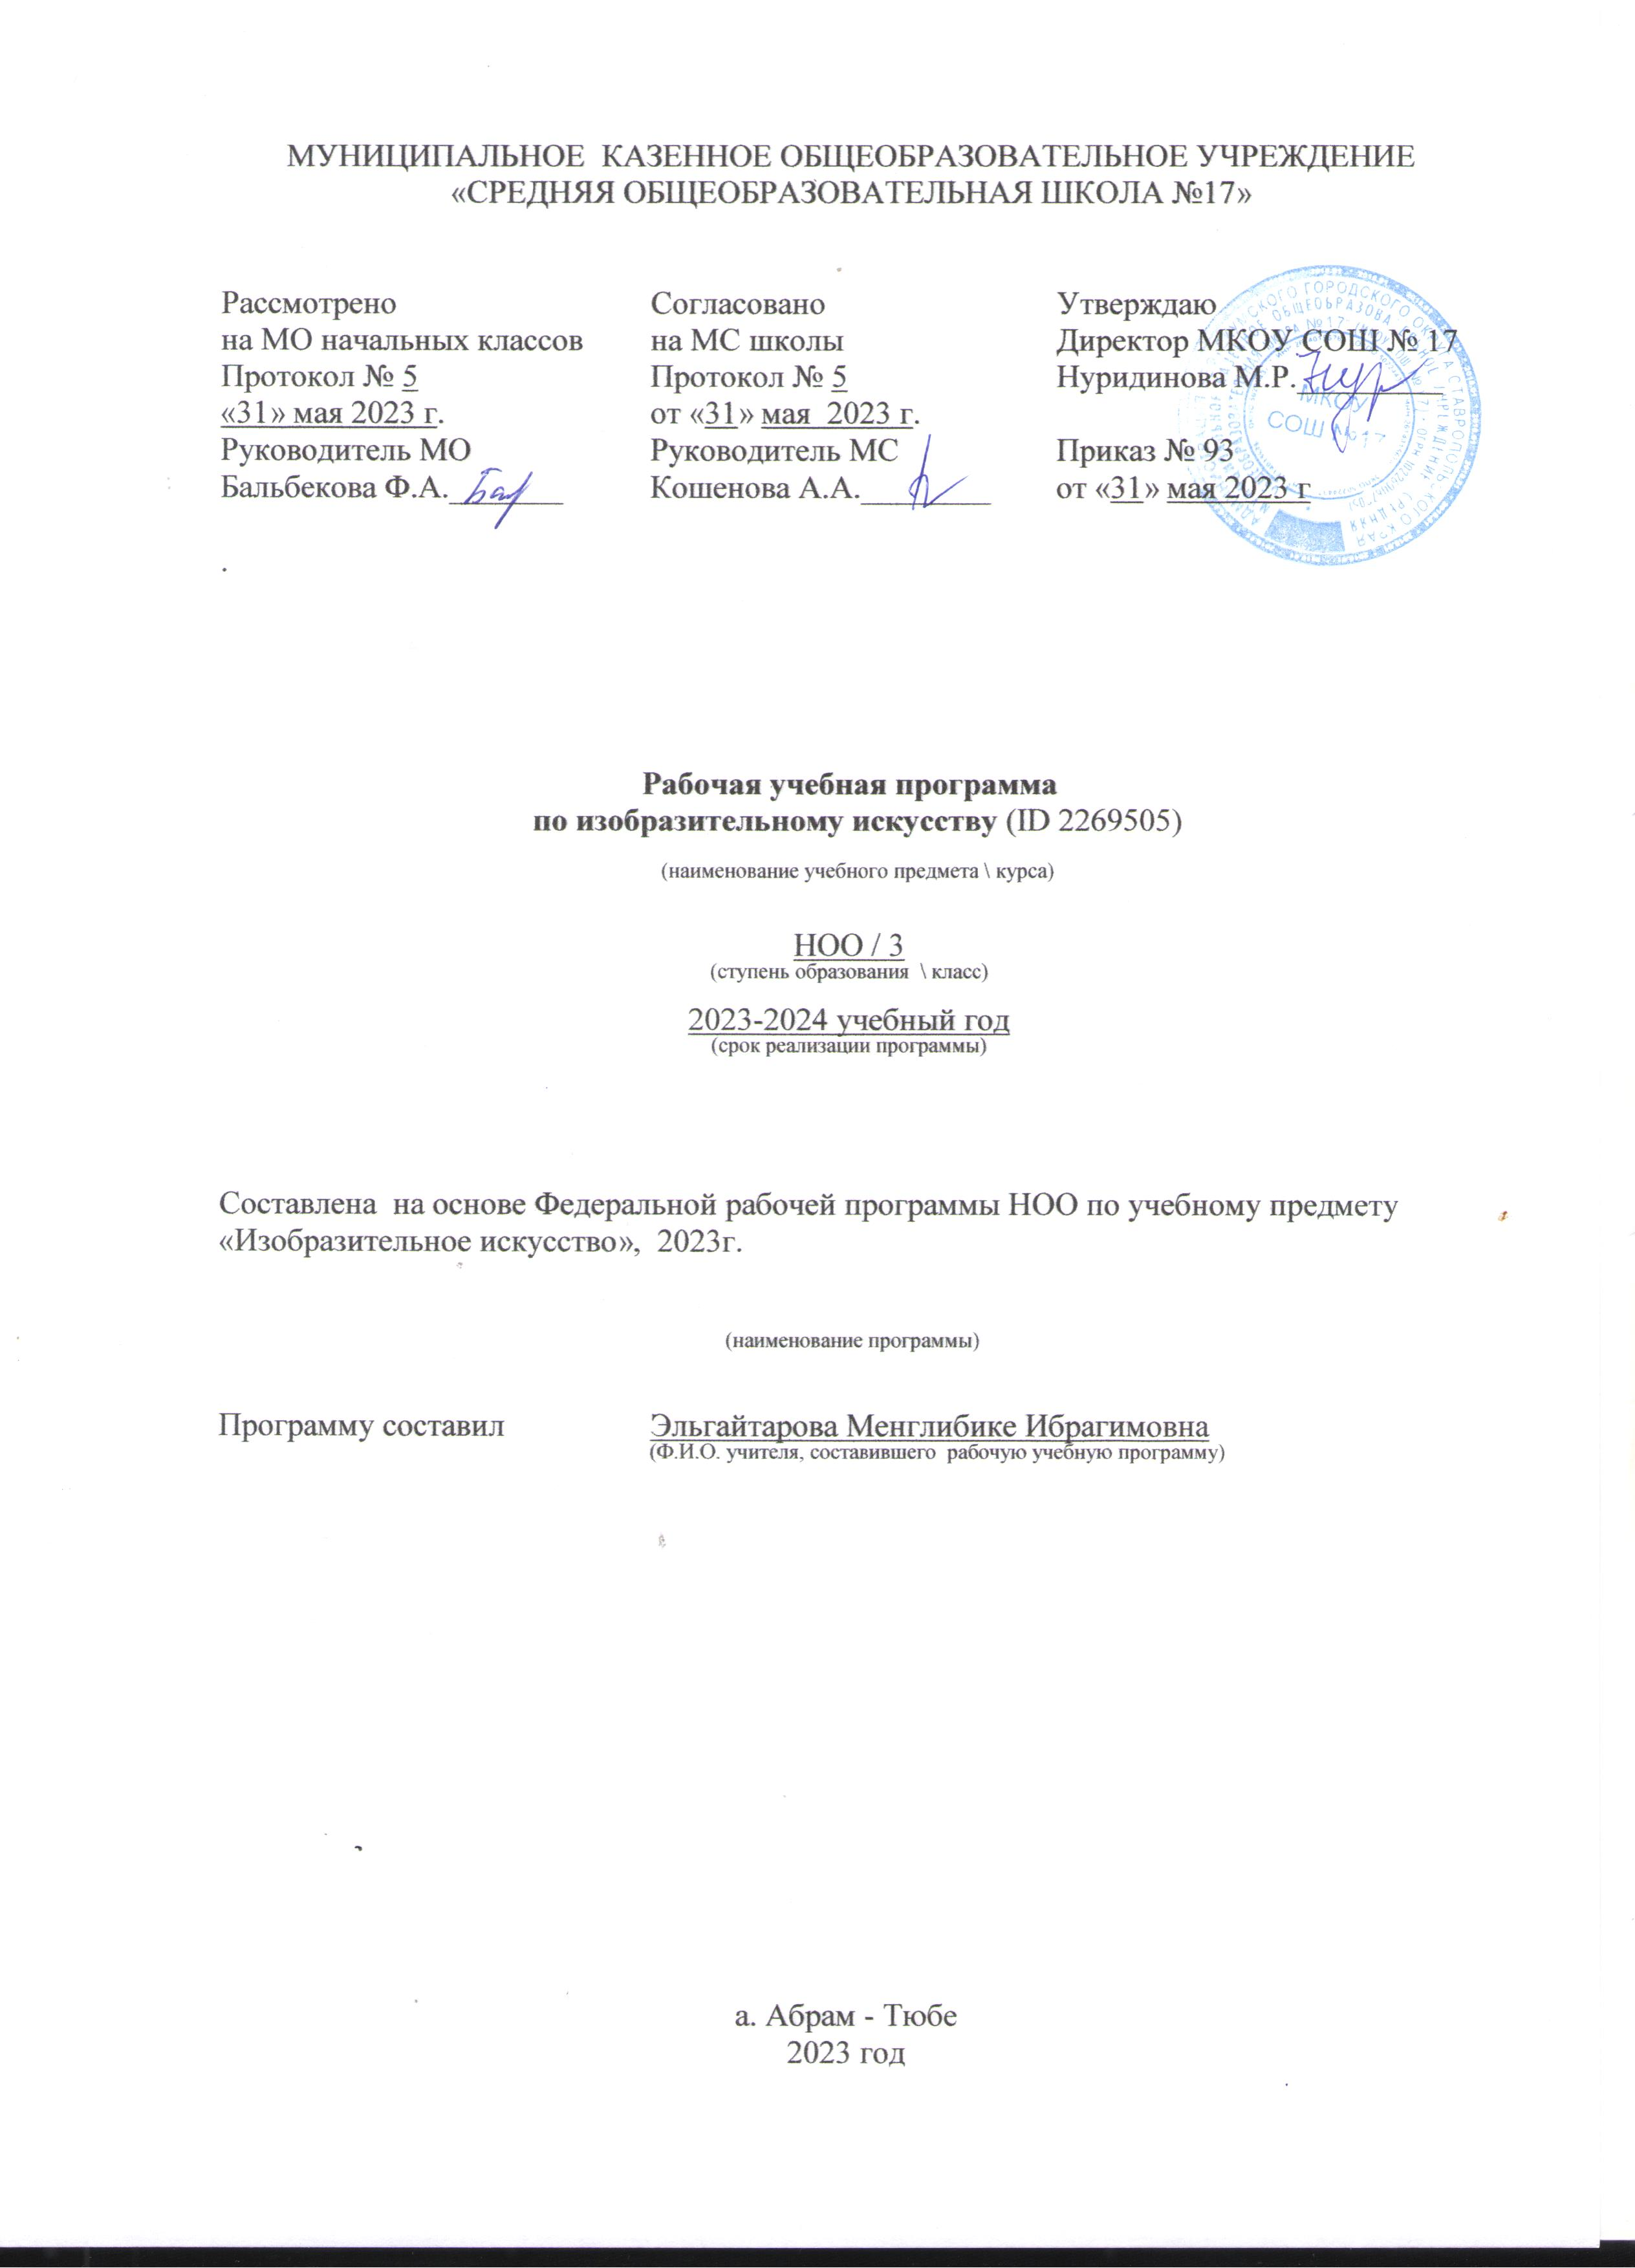 МУНИЦИПАЛЬНОЕ КАЗЕННОЕ ОБЩЕОБРАЗОВАТЕЛЬНОЕ УЧРЕЖДЕНИЕ
«СРЕДНЯЯ ОБЩЕОБРАЗОВАТЕЛЬНАЯ ШКОЛА №17»
Рассмотрено
на МО начальных классов
Протокол № 5
«31» мая 2023 г.
Руководитель МО
Бальбекова Ф.А.
Согласовано
на МС школы
Протокол № 5
от «31» мая 2023 г.
Руководитель МС
Кошенова А.А.
Утверждаю
Директор МКОУ СОШ № 17
Нуридинова М.Р.
Приказ № 93
от «31» мая 2023 г
МКОУ
СОШ №17
Рабочая учебная программа
по изобразительному искусству (ID 2269505)
(наименование учебного предмета \ курса)
НОО / 3
(ступень образования \ класс)
2023-2024 учебный год
(срок реализации программы)
Составлена на основе Федеральной рабочей программы НОО по учебному предмету
«Изобразительное искусство», 2023г.
(наименование программы)
Программу составил Эльгайтарова Менглибике Ибрагимовна
(Ф.И.О. учителя, составившего рабочую учебную программу)
а. Абрам - Тюбе
2023 год